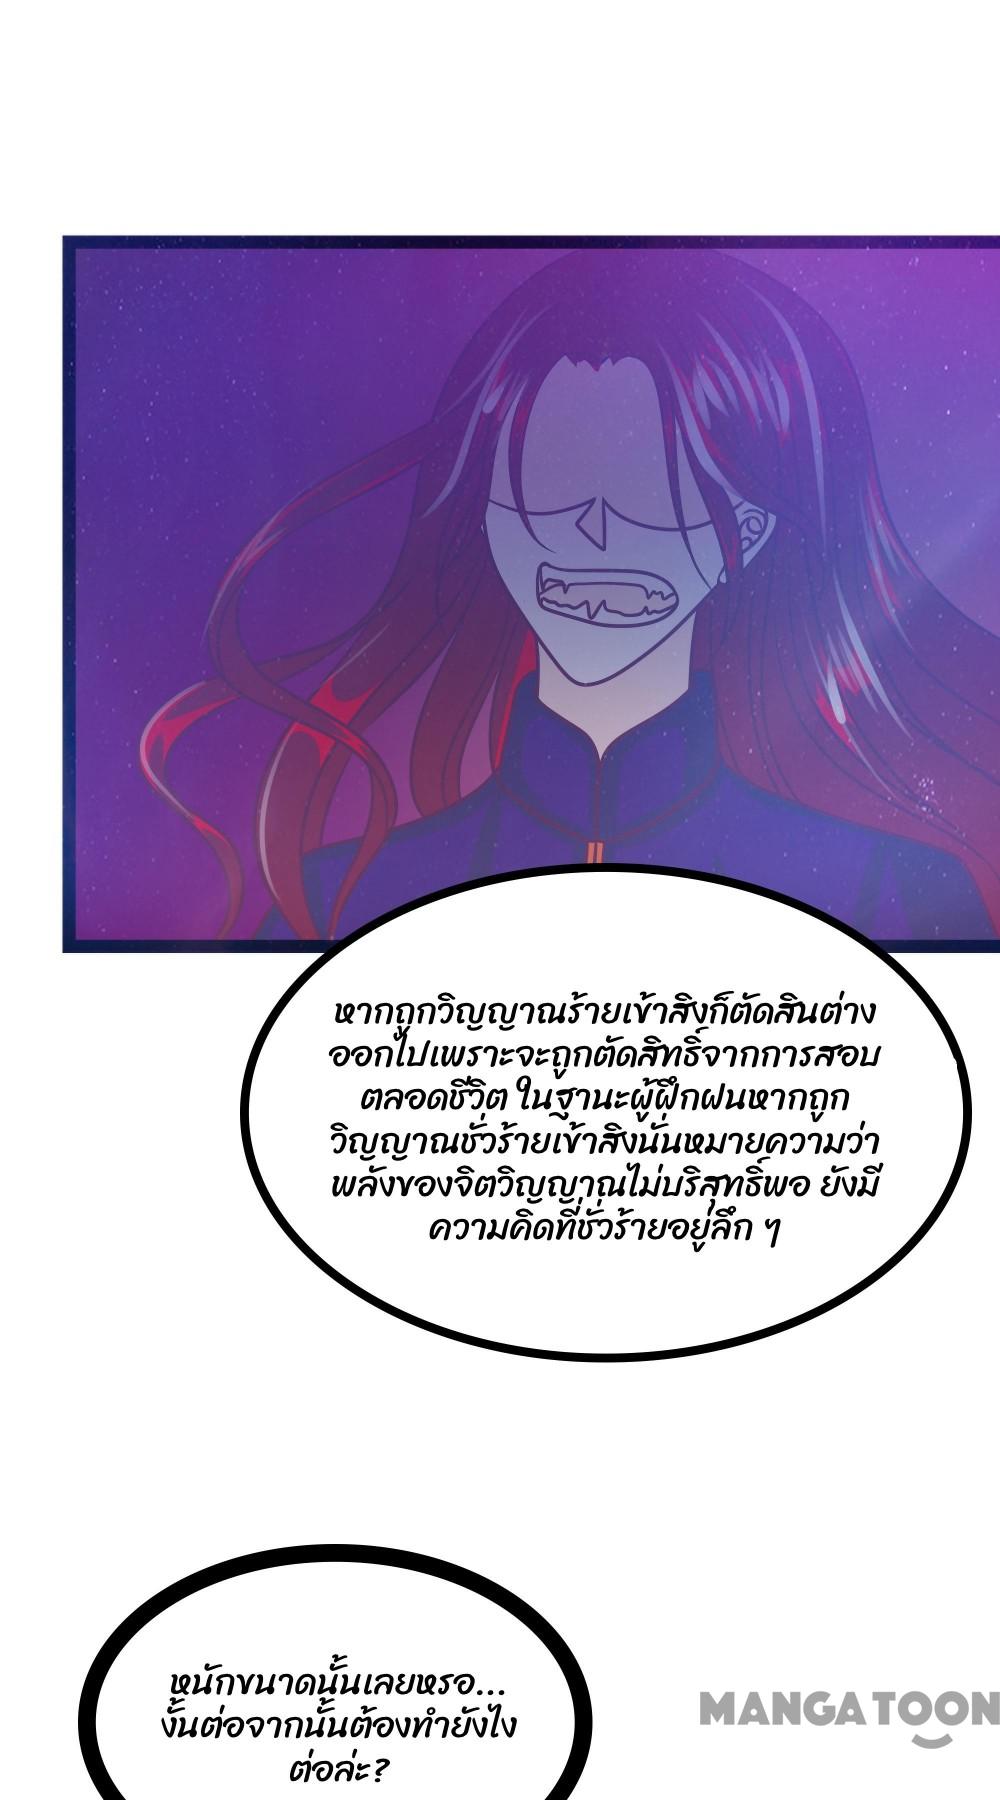 หากถูกวิญญาณร้ายเข้าสิงก็ตัดสินต่าง
ออกไปเพราะจะถูกตัดสิทธิ์จากการสอบ
ตลอดชีวิต ในฐานะผู้ฝึกฝนหากถูก
วิญญาณชั่วร้ายเข้าสิงนั่นหมายความว่า
พลังของจิตวิญญาณไม่บริสุทธิ์พอ ยังมี
ความคิดที่ชั่วร้ายอยู่ลึก ๆ
หนักขนาดนั้นเลยหรอ...
งั้นต่อจากนั้นต้องทำยังไง
ต่อล่ะ?
MANGATOON